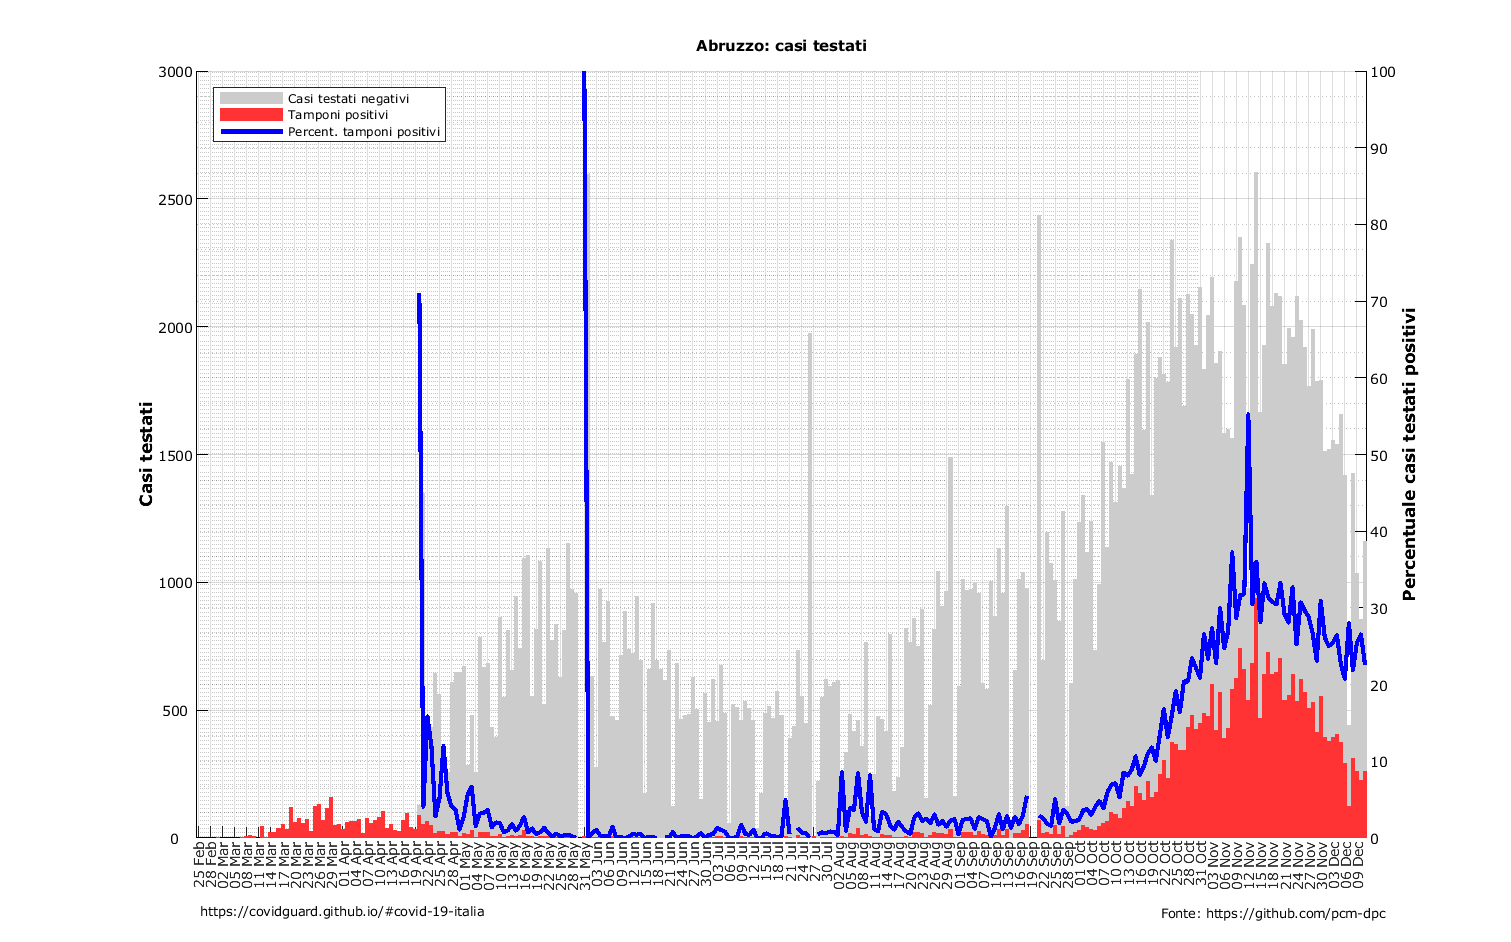 Abruzzo: casi testati
3000
2500
2000
1500
1000
500
0
Casi testati
Casi testati negativi
Tamponi positivi
Percent. tamponi positivi
100
90
80
70
60
50
40
30
20
10
0
Percentuale casi testati positivi
25 Feb
28 Feb
02 Mar
05 Mar
08 Mar
11 Mar
14 Mar
17 Mar
20 Mar
23 Mar
26 Mar
29 Mar
01 Apr
04 Apr
07 Apr
10 Apr
13 Apr
16 Apr
19 Apr
22 Apr
25 Apr
28 Apr
01 May
04 May
07 May
10 May
13 May
16 May
19 May
22 May
25 May
28 May
31 May
03 Jun
06 Jun
09 Jun
12 Jun
15 Jun
18 Jun
21 Jun
24 Jun
27 Jun
30 Jun
03 Jul
06 Jul
09 Jul
12 Jul
15 Jul
18 Jul
21 Jul
24 Jul
27 Jul
30 Jul
02 Aug
05 Aug
08 Aug
11 Aug
14 Aug
17 Aug
20 Aug
23 Aug
26 Aug
29 Aug
01 Sep
04 Sep
07 Sep
10 Sep
13 Sep
16 Sep
19 Sep
22 Sep
25 Sep
28 Sep
01 Oct
04 Oct
07 Oct
10 Oct
13 Oct
16 Oct
19 Oct
22 Oct
25 Oct
28 Oct
31 Oct
03 Nov
06 Nov
09 Nov
12 Nov
15 Nov
18 Nov
21 Nov
24 Nov
27 Nov
30 Nov
03 Dec
06 Dec
09 Dec
https://covidguard.github.io/#covid-19-italia
Fonte: https://github.com/pcm-dpc